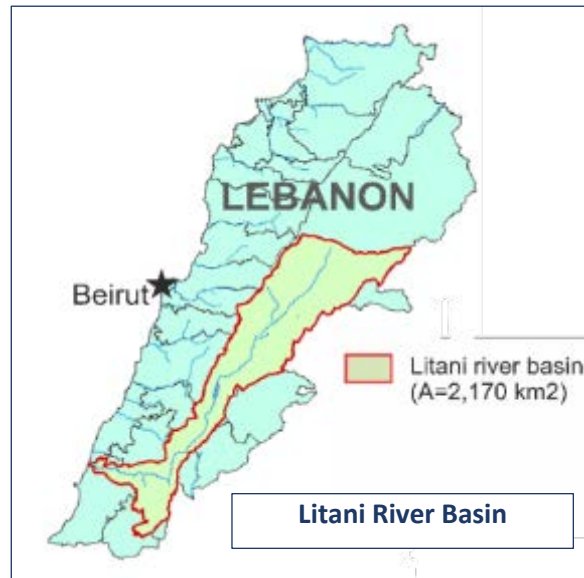 LEBANON
Beirut
Litani river basin
(A=2,170 km2)
Litani River Basin